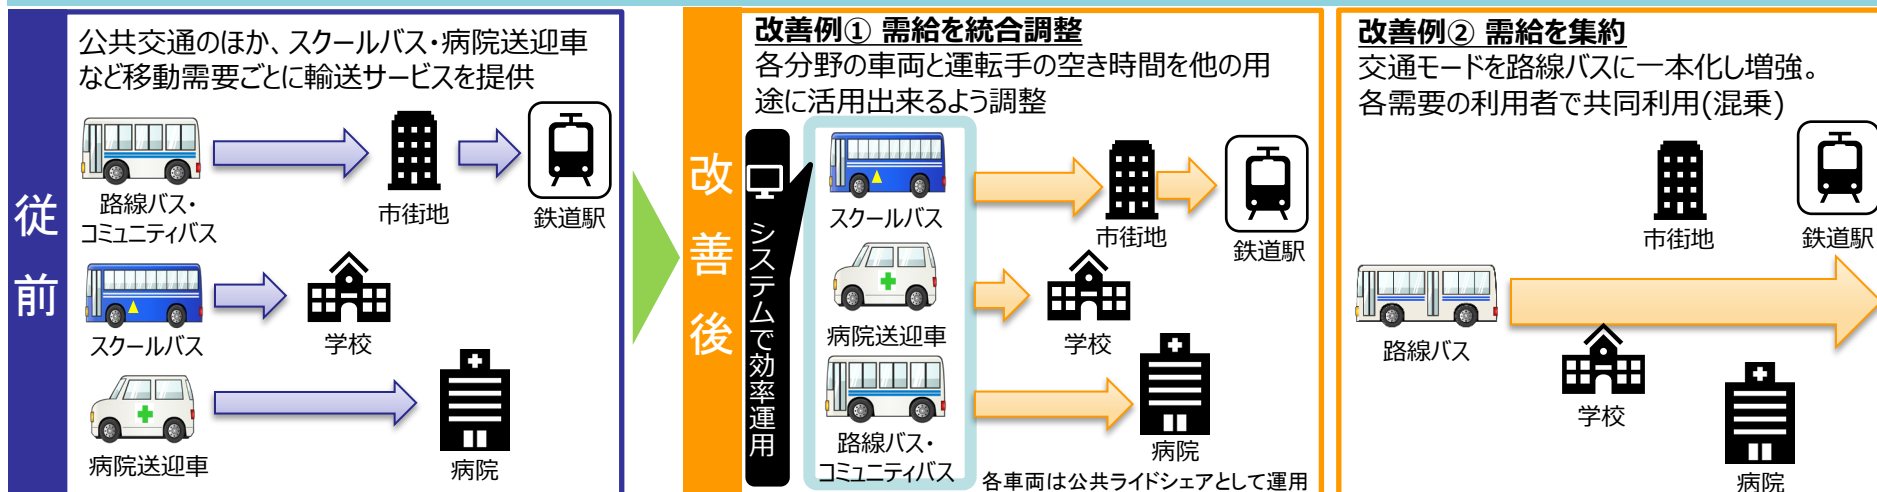 従前
公共交通のほか、スクールバス・病院送迎車
など移動需要ごとに輸送サービスを提供
路線バス・
コミュニティバス
市街地
鉄道駅
スクールバス
学校
病院送迎車
病院
改善後
改善例① 需給を統合調整
各分野の車両と運転手の空き時間を他の用
途に活用出来るよう調整
システムで効率運用
スクールバス
市街地
鉄道駅
病院送迎車
学校
路線バス・
コミュニティバス
病院
各車両は公共ライドシェアとして運用
改善例② 需給を集約
交通モードを路線バスに一本化し増強。
各需要の利用者で共同利用(混乗)
市街地
鉄道駅
路線バス
学校
病院